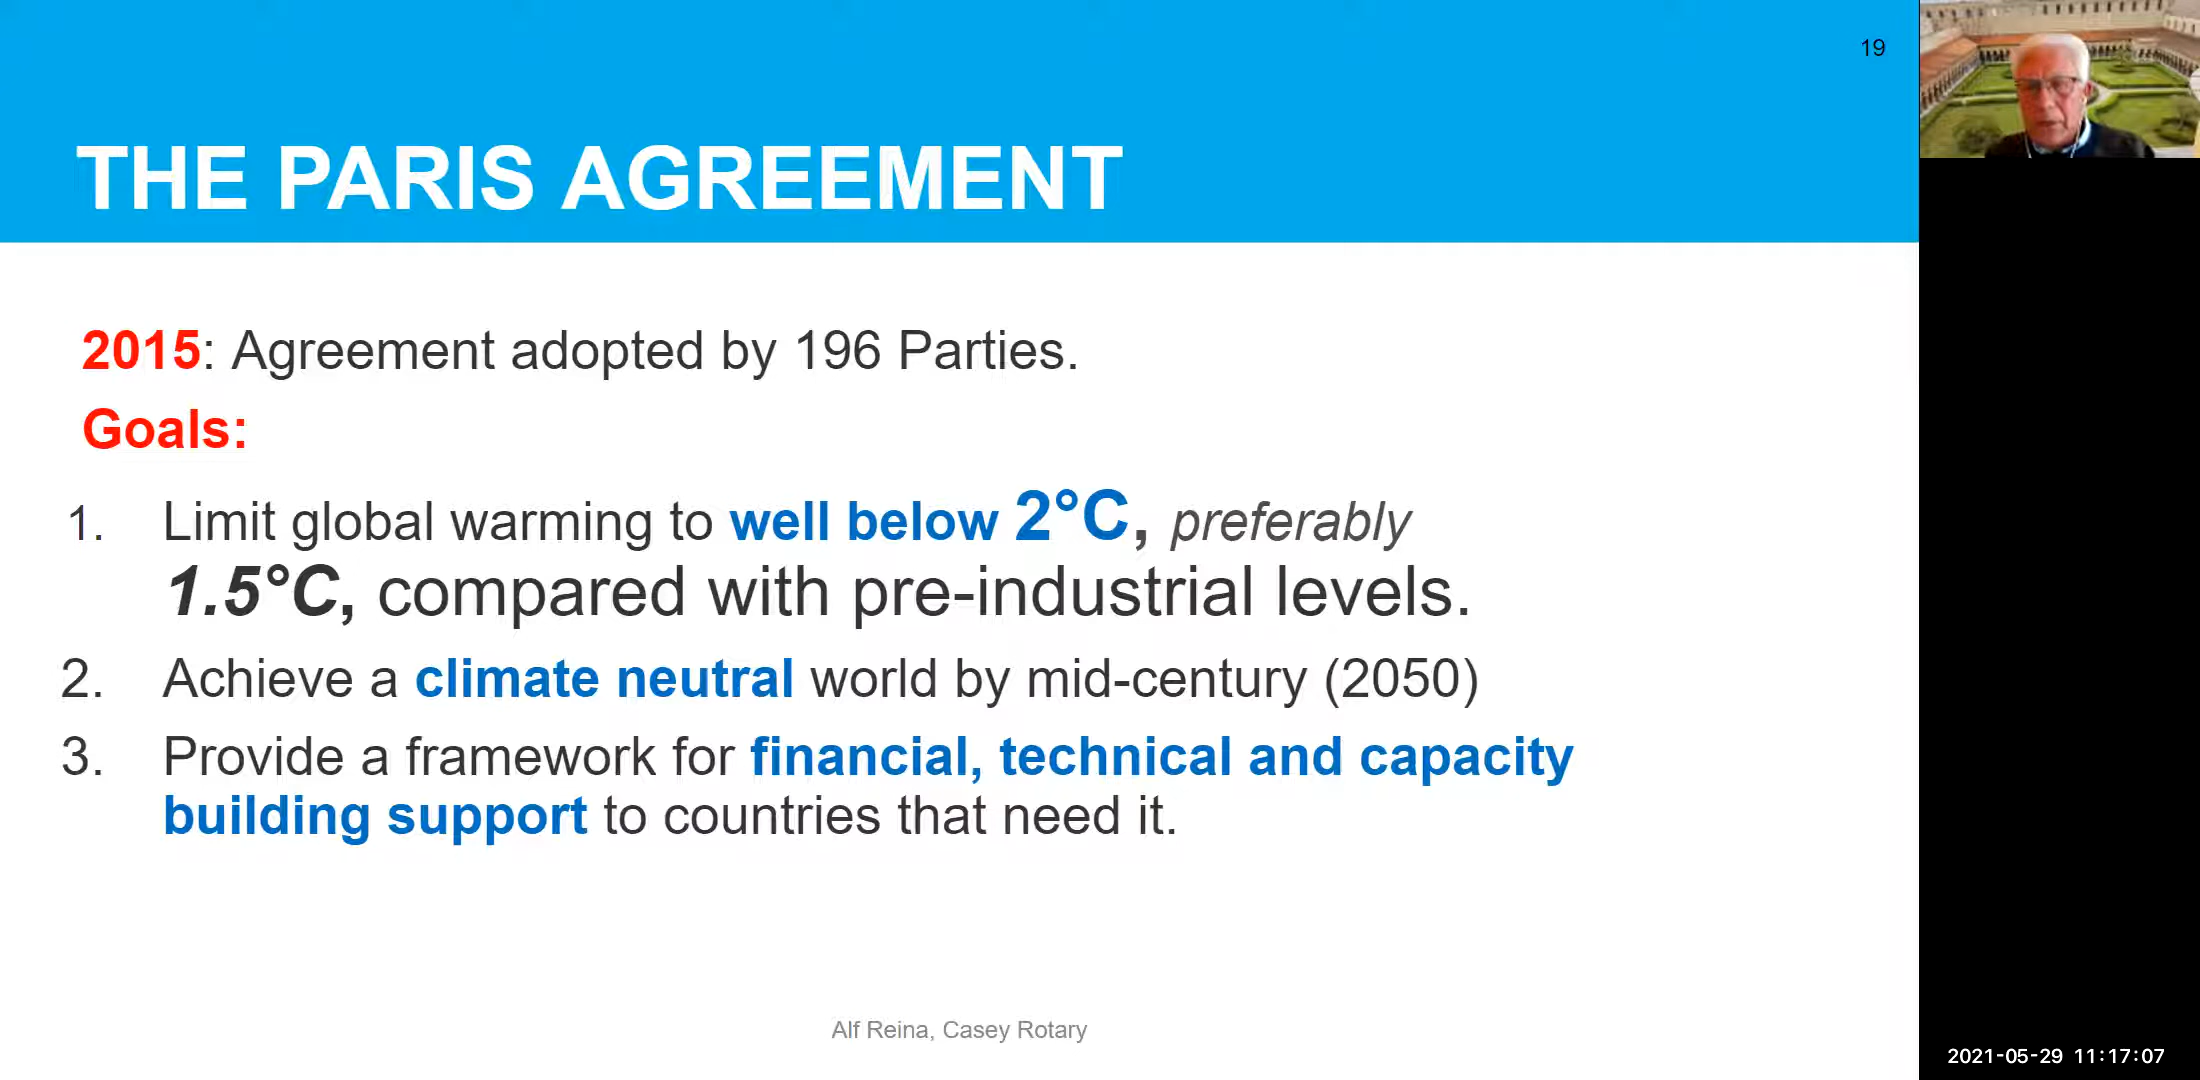 19
THE PARIS AGREEMENT
2015: Agreement adopted by 196 Parties.
Goals:
1. Limit global warming to well below 2°C, preferably
1.5°C, compared with pre-industrial levels.
2. Achieve a climate neutral world by mid-century (2050)
3. Provide a framework for financial, technical and capacity
building support to countries that need it.
Alf Reina, Casey Rotary
2021-05-29 11:17:07